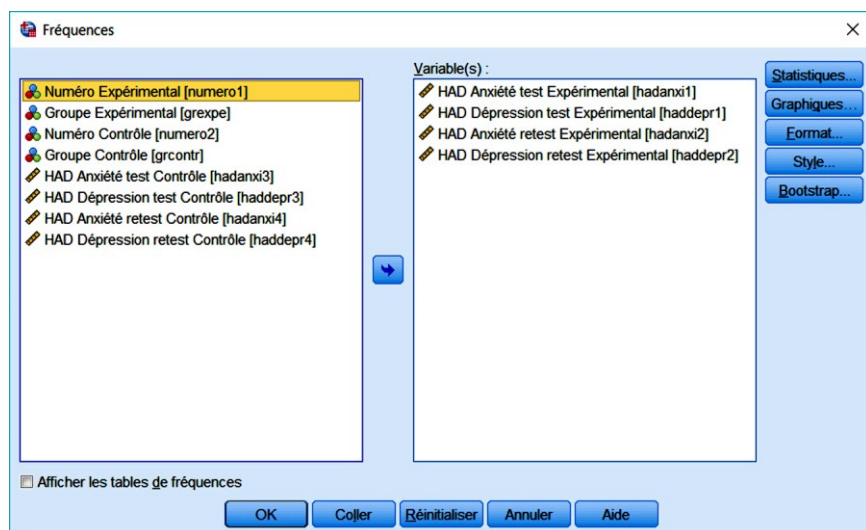 Fréquences
Numéro Expérimental [numero1]
Groupe Expérimental [grexpe]
Numéro Contrôle [numero2]
Groupe Contrôle [grcontr]
HAD Anxiété test Contrôle [hadanxi3]
HAD Dépression test Contrôle [haddepr3]
HAD Anxiété retest Contrôle [hadanxi4]
HAD Dépression retest Contrôle [haddepr4]
Variable(s) :
HAD Anxiété test Expérimental [hadanxi1]
HAD Dépression test Expérimental [haddepr1]
HAD Anxiété retest Expérimental [hadanxi2]
HAD Dépression retest Expérimental [haddepr2]
Statistiques...
Graphiques...
Format...
Style...
Bootstrap...
Afficher les tables de fréquences
OK Coller Réinitialiser Annuler Aide